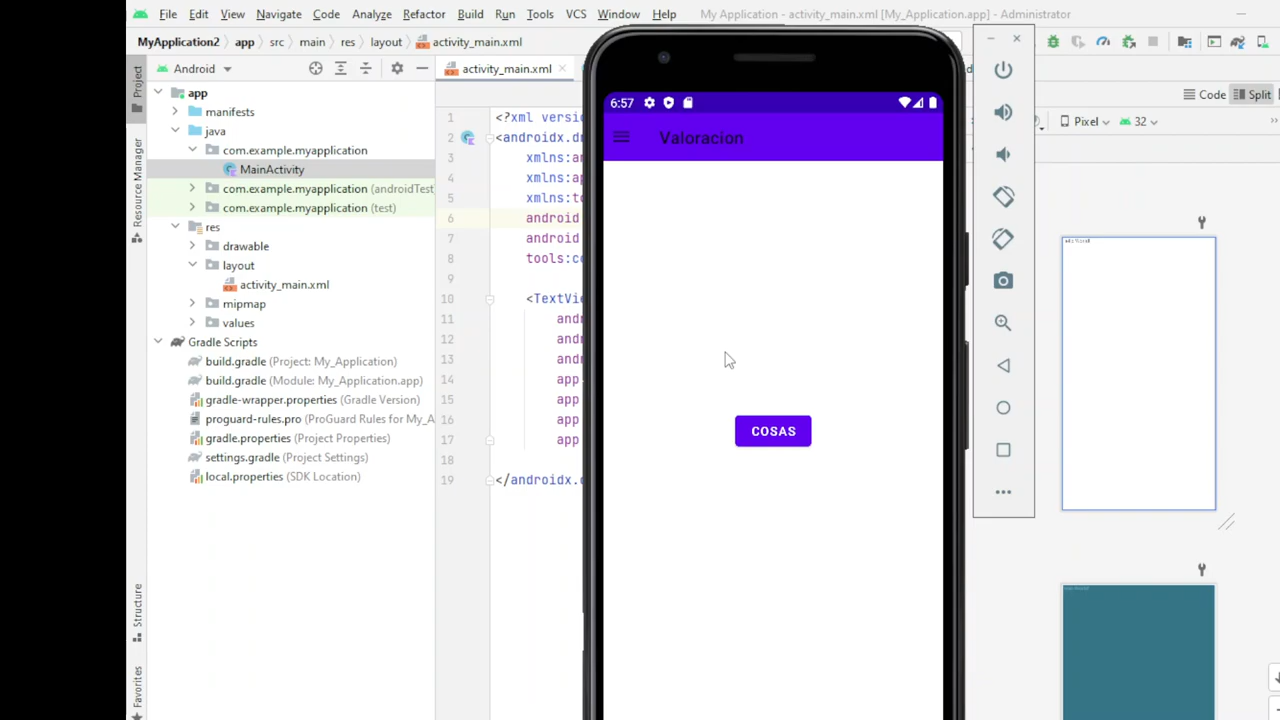 File Edit View Navigate Code Analyze Refactor Build Run Tools VCS Window Help My Application - activity_main.xml [My_Application.app] - Administrator
MyApplication2 app src main res layout activity_main.xml
Project
Android
activity_main.xml
Code Split
Pixel 32
Resource Manager
app
manifests
java
com.example.myapplication
MainActivity
com.example.myapplication (androidTest
com.example.myapplication (test)
res
drawable
layout
activity_main.xml
mipmap
values
Gradle Scripts
build.gradle (Project: My_Application)
build.gradle (Module: My_Application.app)
gradle-wrapper.properties (Gradle Version)
proguard-rules.pro (ProGuard Rules for My_A
gradle.properties (Project Properties)
settings.gradle (Project Settings)
local.properties (SDK Location)
Structure
Favorites
1 <?xml versio
2 <androidx.dr
3 xmlns:an
4 xmlns:ap
5 xmlns:to
6 android
7 android
8 tools:co
9
10 <TextVie
11 andr
12 andr
13 andr
14 app
15 app
16 app
17 app
18
19 </androidx.d
6:57
Valoracion
COSAS